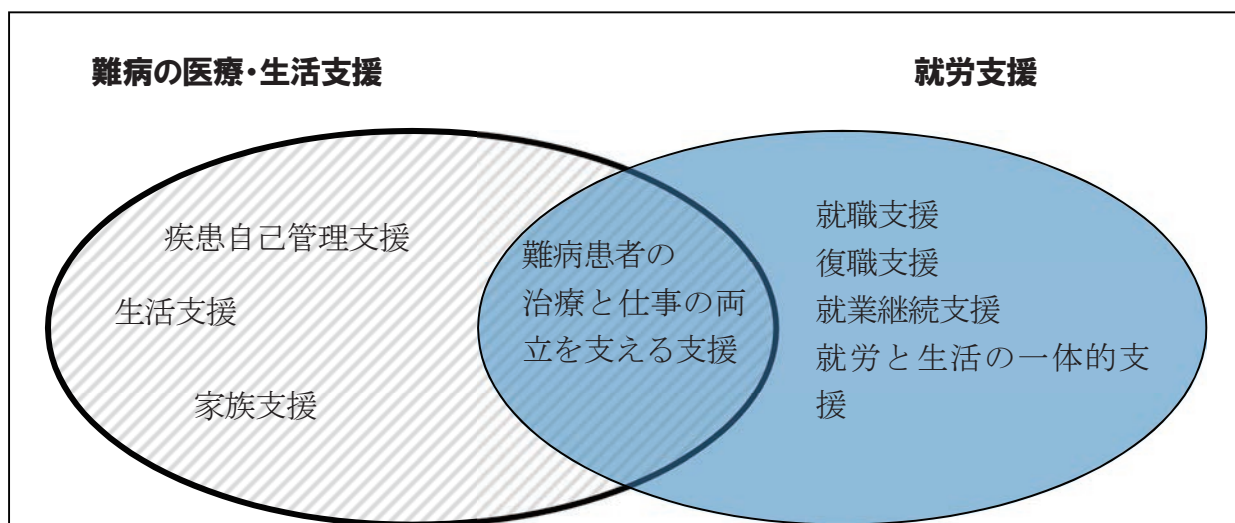 難病の医療・生活支援
就労支援
疾患自己管理支援
生活支援
家族支援
難病患者の
治療と仕事の両
立を支える支援
就職支援
復職支援
就業継続支援
就労と生活の一体的支
援